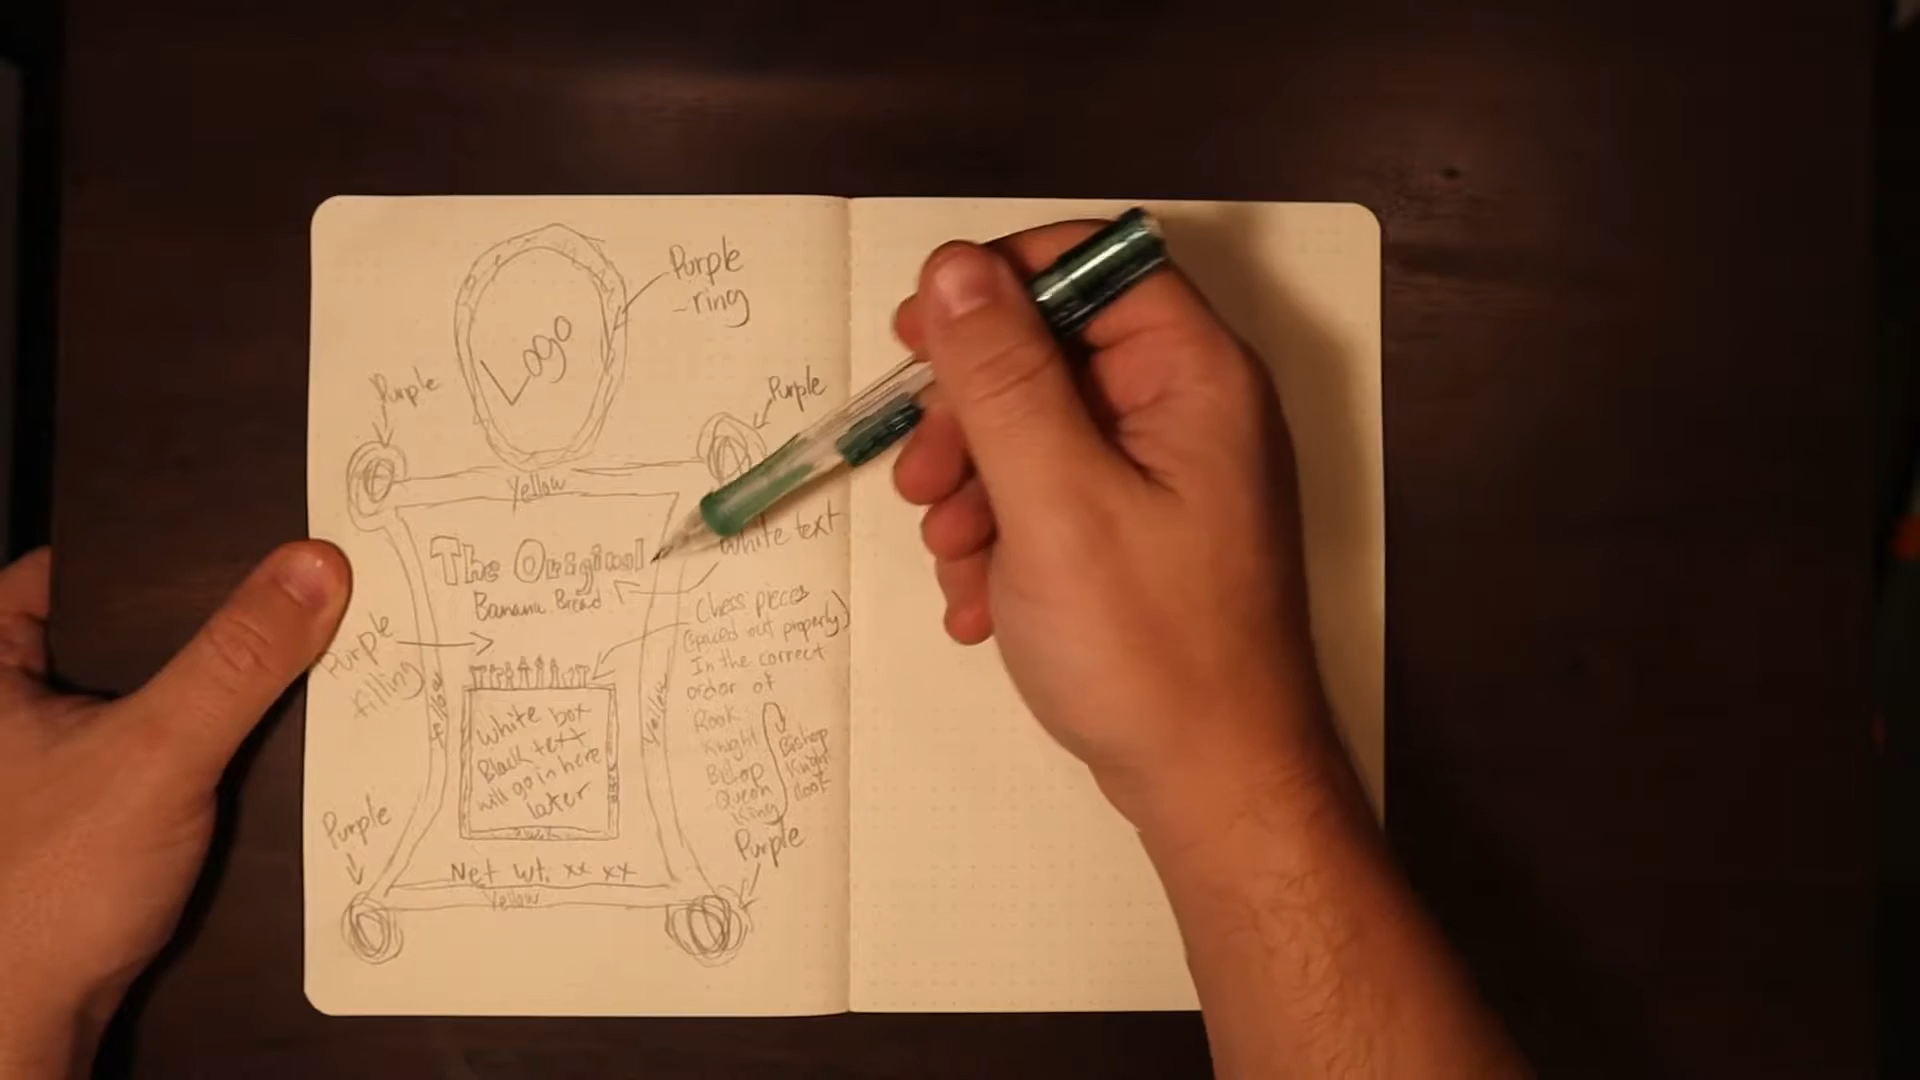 Purple
-ring
Logo
Purple
Purple
Yellow
White text
The Original
Banana Bread
Chess pieces
(spaced out properly)
In the correct
order of
Rook
Knight
Bishop
Queen
King
Bishop
Knight
Rook
Purple
filling
Yellow
Yellow
White box
Black text
will go in here
later
Purple
Purple
Net wt. xx xx
Yellow